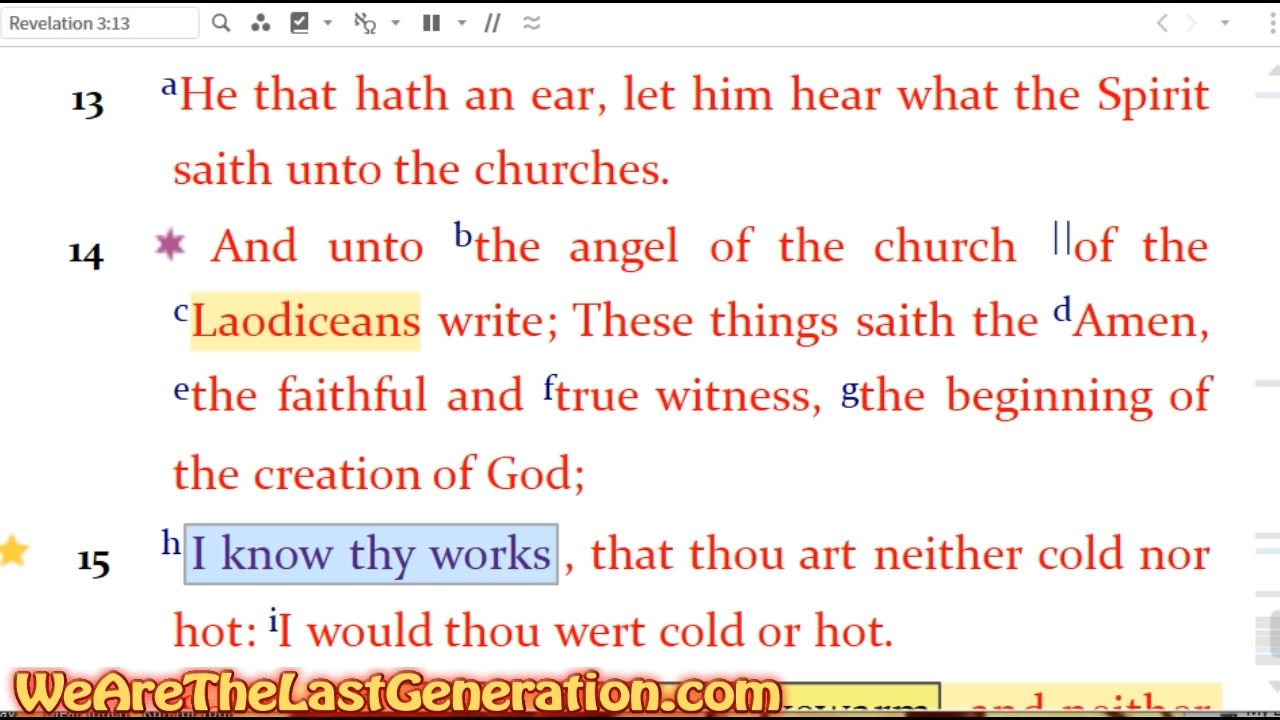 Revelation 3:13
13 aHe that hath an ear, let him hear what the Spirit
saith unto the churches.
14 And unto bthe angel of the church ||of the
cLaodiceans write; These things saith the dAmen,
ethe faithful and ftrue witness, gthe beginning of
the creation of God;
15 hI know thy works, that thou art neither cold nor
hot: iI would thou wert cold or hot.
and neither
WeAreTheLastGeneration.com